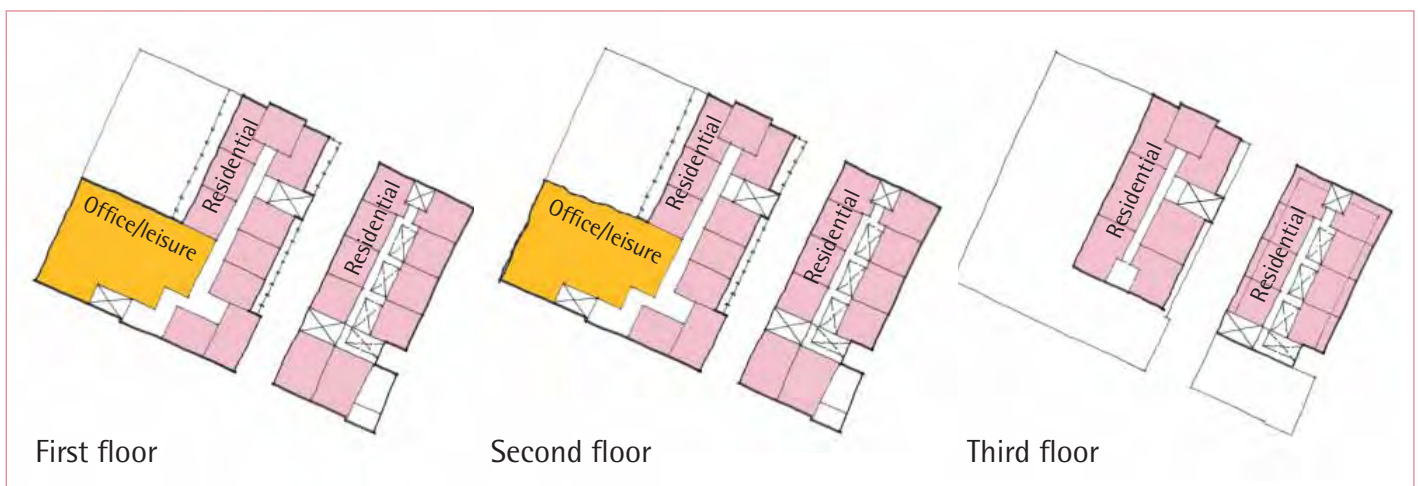 Office/leisure
Residential
Residential
First floor
Office/leisure
Residential
Residential
Second floor
Residential
Residential
Third floor